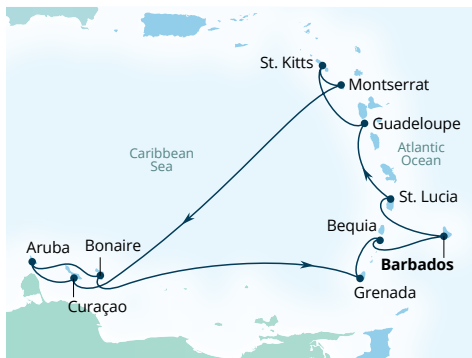 St. Kitts
Montserrat
Guadeloupe
Caribbean
Sea
Atlantic
Ocean
St. Lucia
Bequia
Barbados
Aruba
Bonaire
Curaçao
Grenada